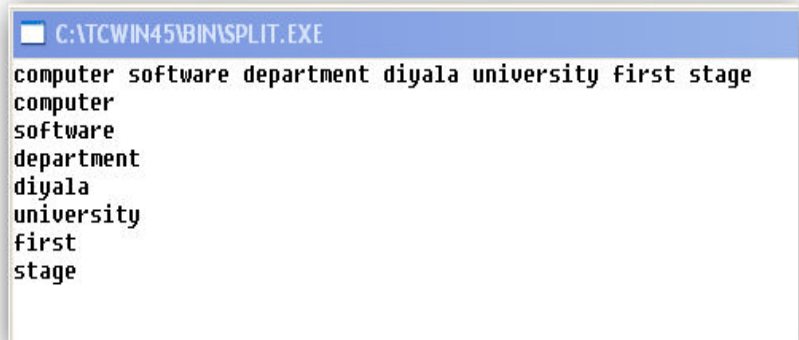 C:\TCWIN45\BIN\SPLIT.EXE
computer software department diyala university first stage
computer
software
department
diyala
university
first
stage